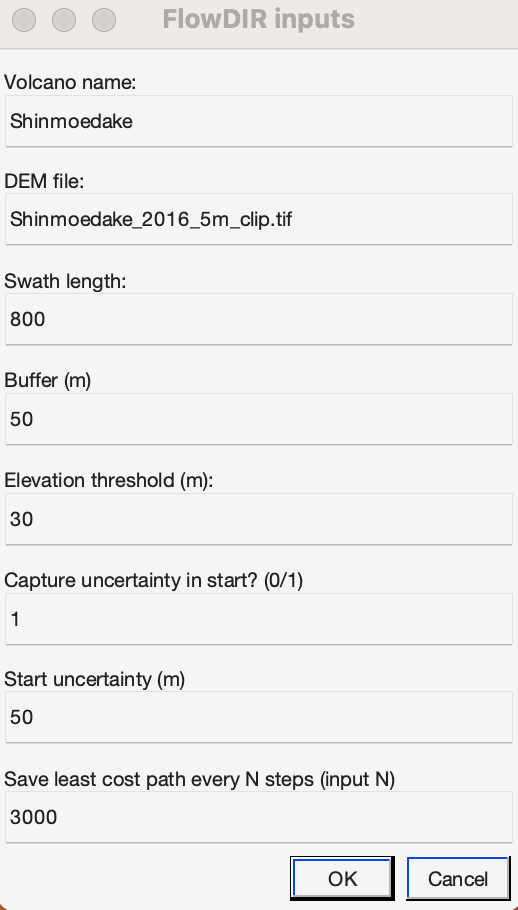 FlowDIR inputs
Volcano name:
Shinmoedake
DEM file:
Shinmoedake_2016_5m_clip.tif
Swath length:
800
Buffer (m)
50
Elevation threshold (m):
30
Capture uncertainty in start? (0/1)
1
Start uncertainty (m)
50
Save least cost path every N steps (input N)
3000
OK Cancel